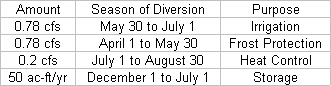 Amount Season of Diversion Purpose
0.78 cfs May 30 to July 1 Irrigation
0.78 cfs April 1 to May 30 Frost Protection
0.2 cfs July 1 to August 30 Heat Control
50 ac-ft/yr December 1 to July 1 Storage